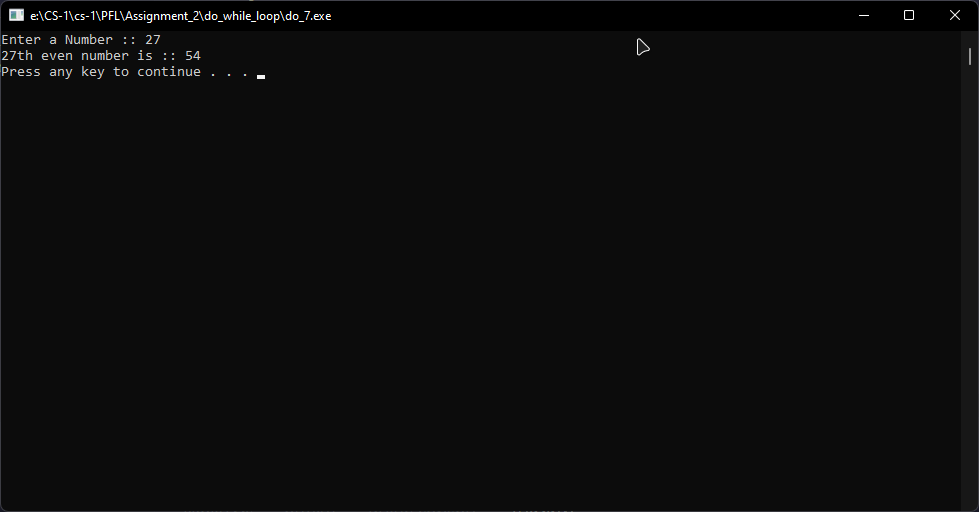 e:\CS-1\cs-1\PFL\Assignment_2\do_while_loop\do_7.exe
Enter a Number :: 27
27th even number is :: 54
Press any key to continue . . .